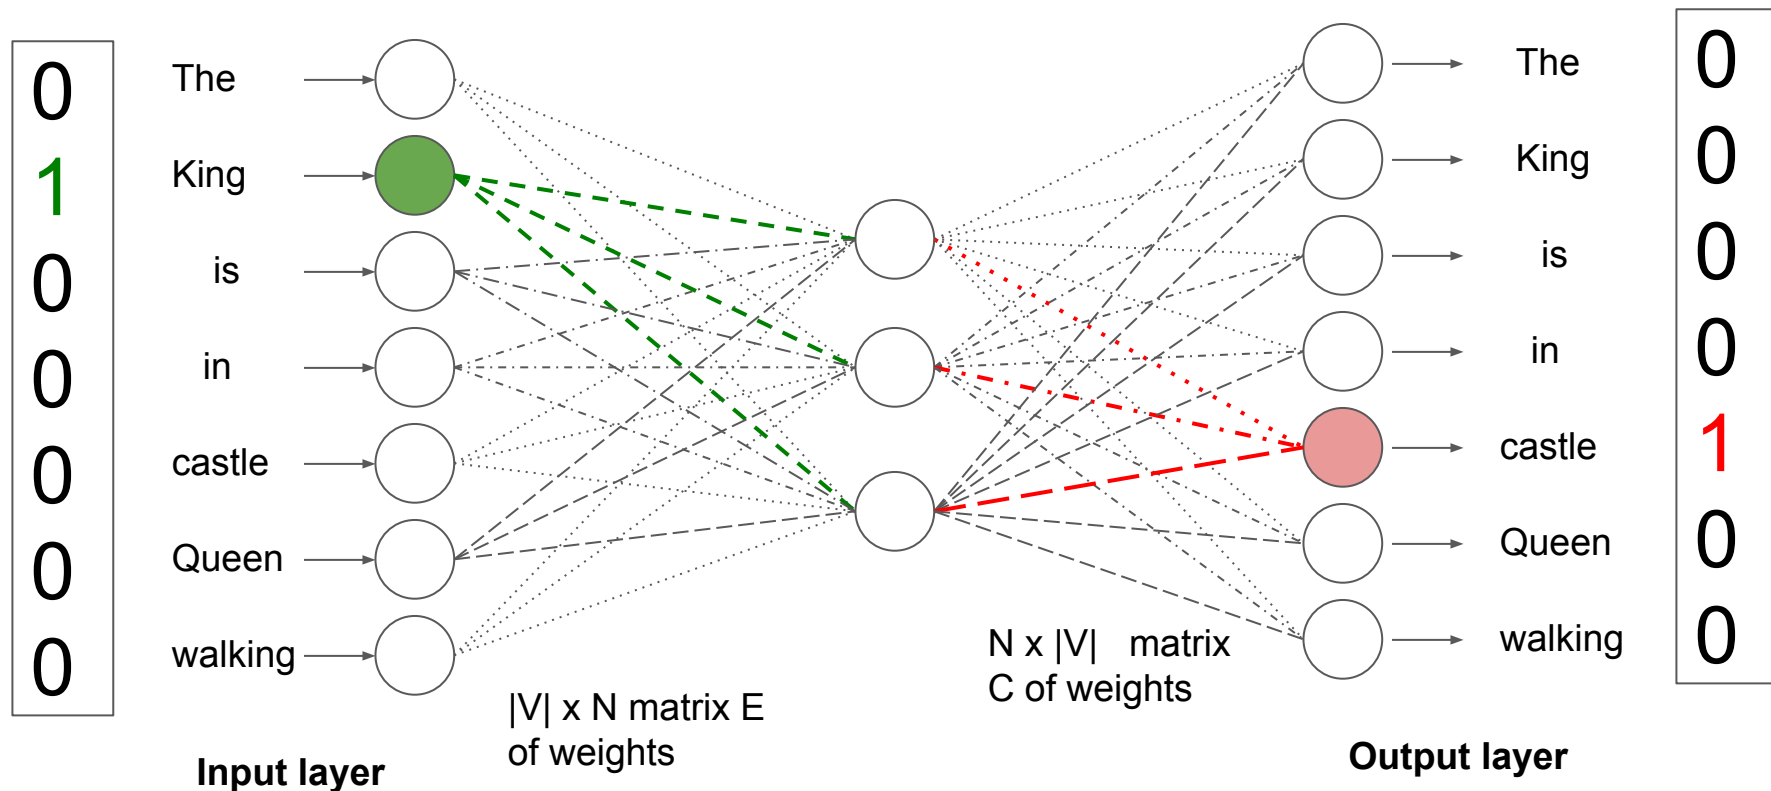 0
1
0
0
0
0
0
The
King
is
in
castle
Queen
walking
|V| x N matrix E
of weights
Input layer
N x |V| matrix
C of weights
The
King
is
in
castle
Queen
walking
Output layer
0
0
0
0
1
0
0